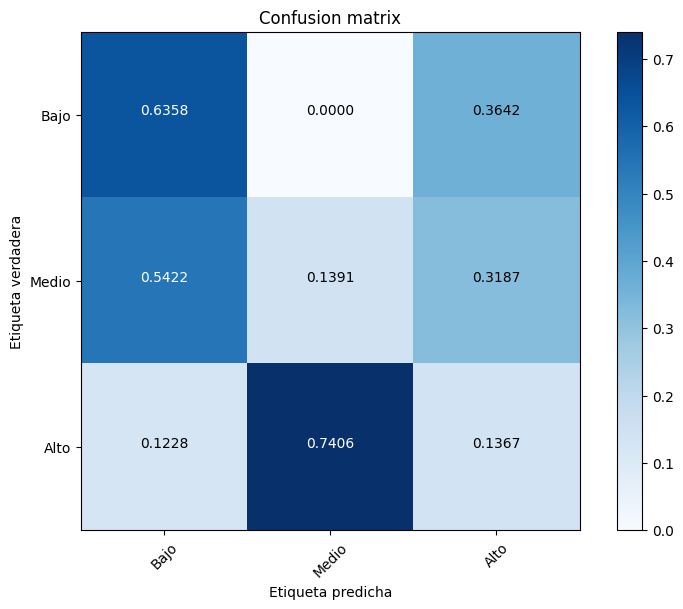 Confusion matrix
Etiqueta verdadera
Bajo
0.6358 0.0000 0.3642
Medio
0.5422 0.1391 0.3187
Alto
0.1228 0.7406 0.1367
Bajo Medio Alto
Etiqueta predicha
0.7
0.6
0.5
0.4
0.3
0.2
0.1
0.0